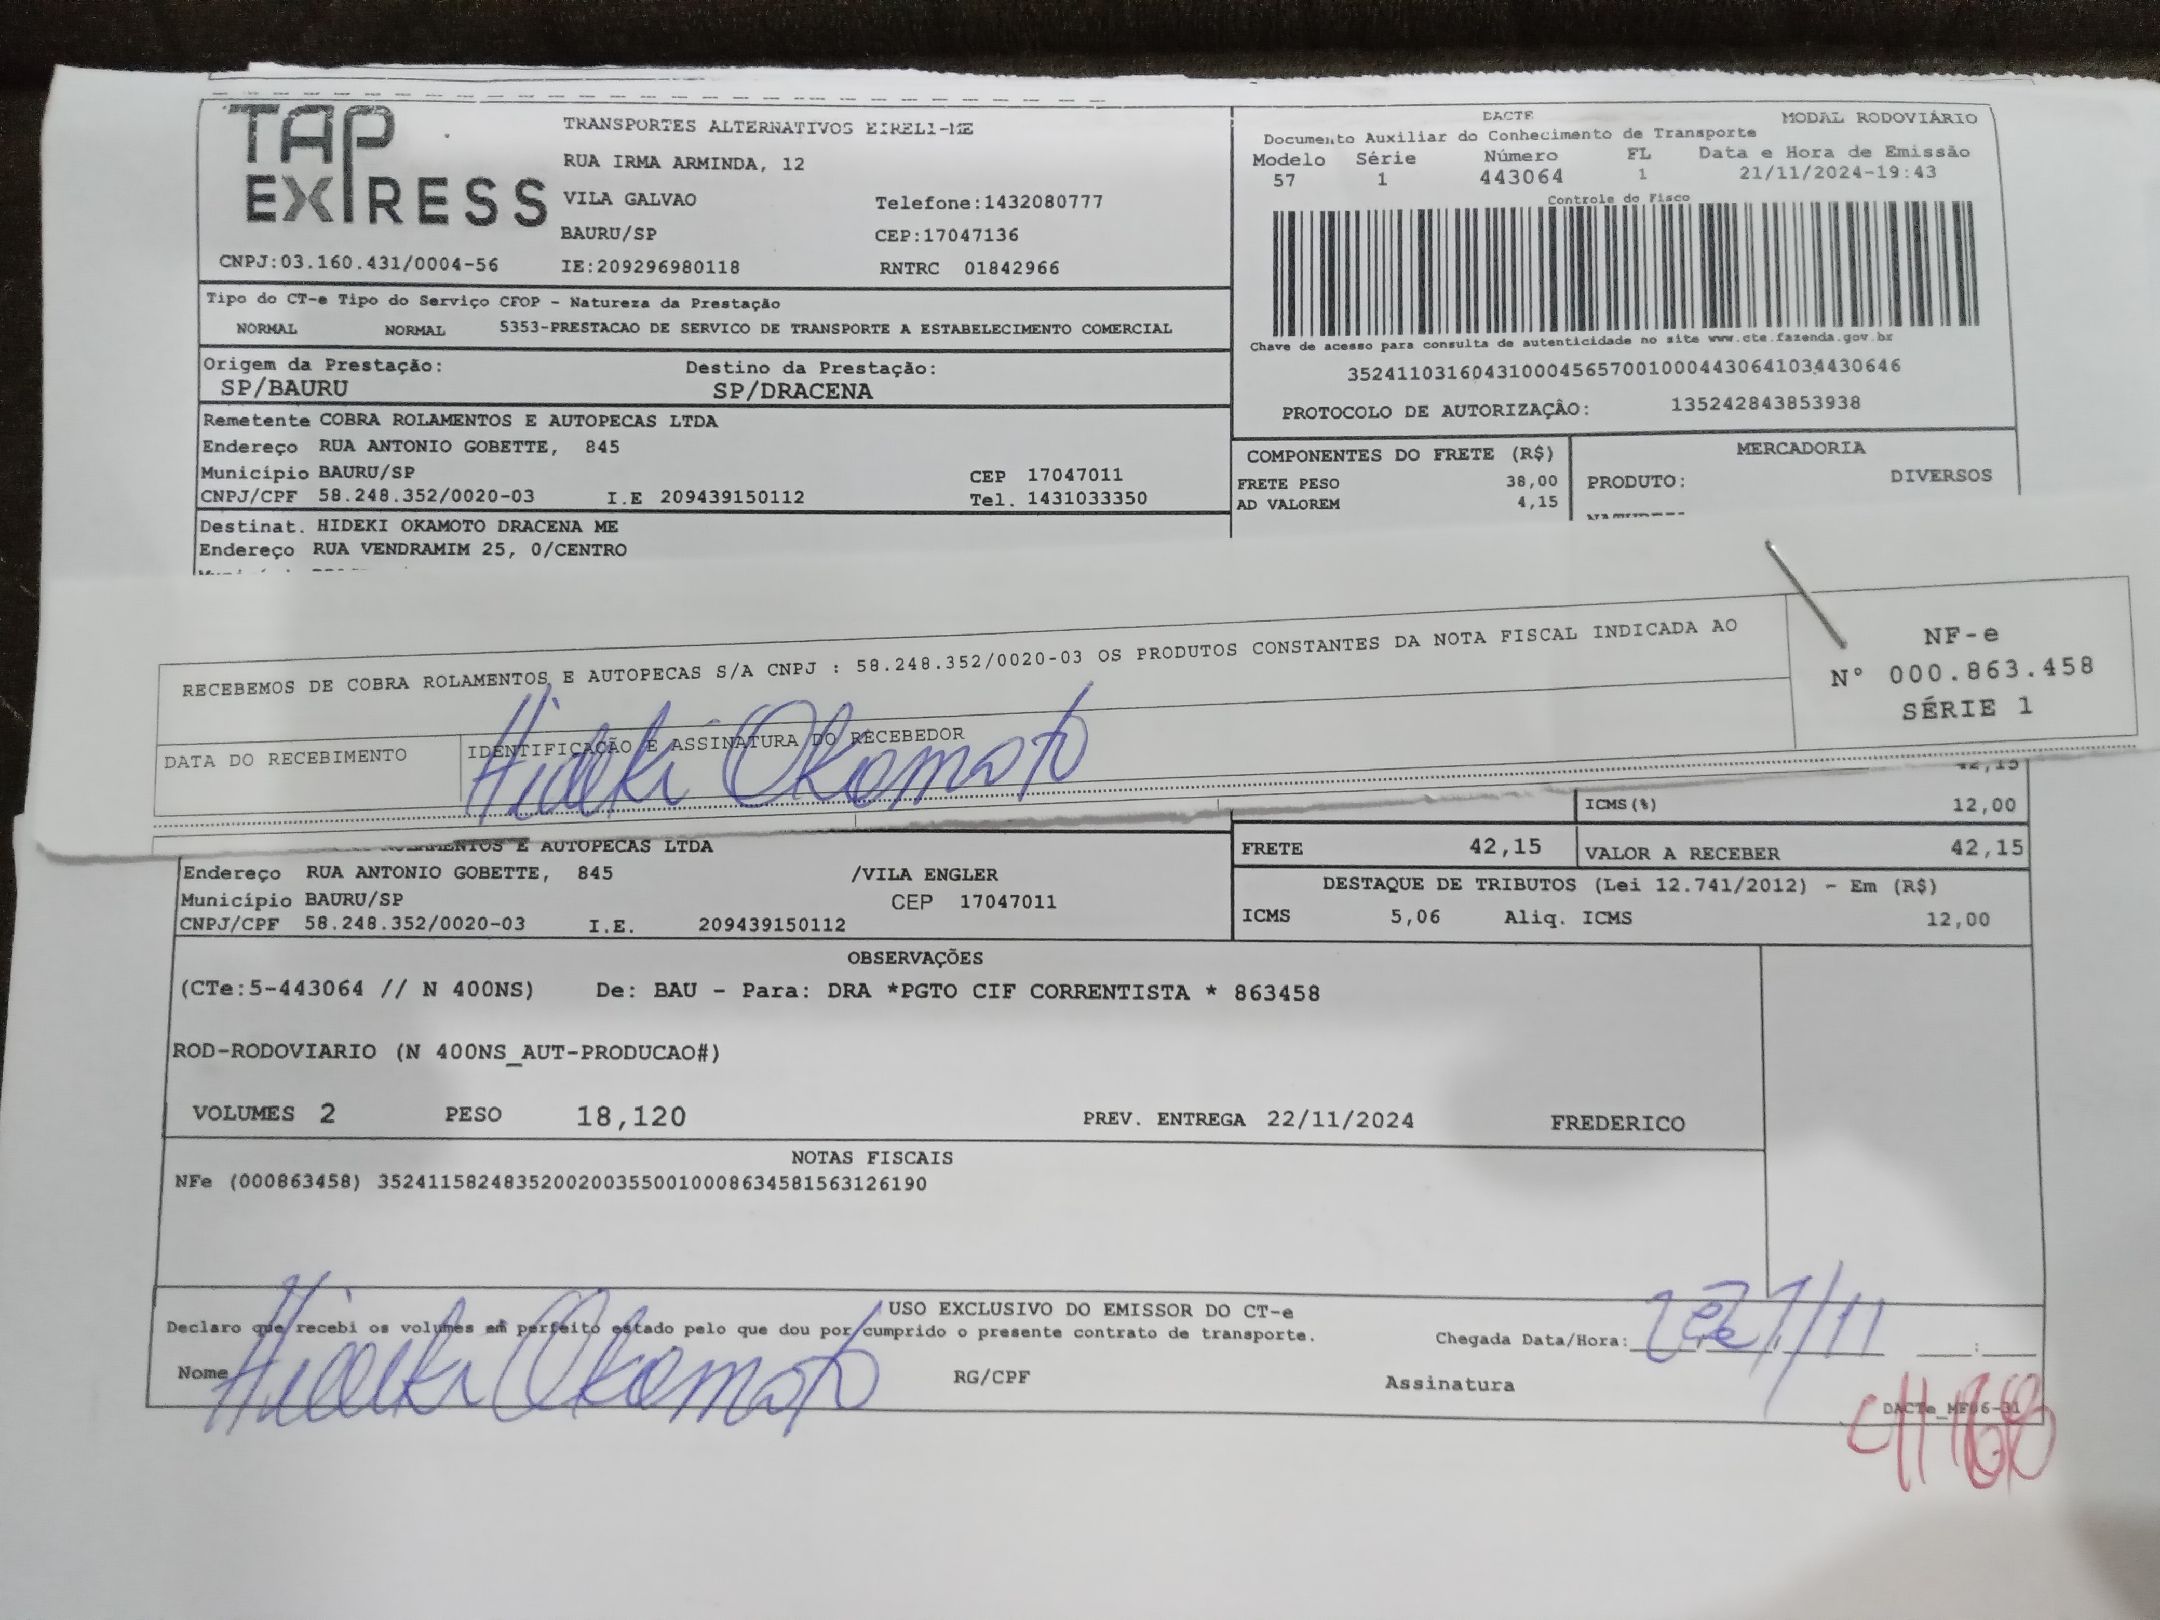 TAP EXPRESS
TRANSPORTES ALTERNATIVOS EIRELI-ME
RUA IRMA ARMINDA, 12
VILA GALVAO Telefone:1432080777
BAURU/SP CEP:17047136
CNPJ:03.160.431/0004-56 IE:209296980118 RNTRC 01842966
DACTE MODAL RODOVIÁRIO
Documento Auxiliar do Conhecimento de Transporte
Modelo Série Número FL Data e Hora de Emissão
57 1 443064 1 21/11/2024-19:43
Controle do Fisco
Chave de acesso para consulta de autenticidade no site www.cte.fazenda.gov.br
35241103160431000456570010004430641034430646
PROTOCOLO DE AUTORIZAÇÃO: 135242843853938
Tipo do CT-e Tipo do Serviço CFOP - Natureza da Prestação
NORMAL NORMAL 5353-PRESTACAO DE SERVICO DE TRANSPORTE A ESTABELECIMENTO COMERCIAL
Origem da Prestação: Destino da Prestação:
SP/BAURU SP/DRACENA
Remetente COBRA ROLAMENTOS E AUTOPECAS LTDA
Endereço RUA ANTONIO GOBETTE, 845
Município BAURU/SP CEP 17047011
CNPJ/CPF 58.248.352/0020-03 I.E 209439150112 Tel. 1431033350
COMPONENTES DO FRETE (R$) MERCADORIA
FRETE PESO 38,00 PRODUTO: DIVERSOS
AD VALOREM 4,15
Destinat. HIDEKI OKAMOTO DRACENA ME
Endereço RUA VENDRAMIM 25, 0/CENTRO
RECEBEMOS DE COBRA ROLAMENTOS E AUTOPECAS S/A CNPJ : 58.248.352/0020-03 OS PRODUTOS CONSTANTES DA NOTA FISCAL INDICADA AO
NF-e
N° 000.863.458
SÉRIE 1
DATA DO RECEBIMENTO IDENTIFICAÇÃO E ASSINATURA DO RECEBEDOR
Hideki Okamoto
42,15
ICMS(%) 12,00
E AUTOPECAS LTDA
FRETE 42,15 VALOR A RECEBER 42,15
Endereço RUA ANTONIO GOBETTE, 845 /VILA ENGLER
Município BAURU/SP CEP 17047011
CNPJ/CPF 58.248.352/0020-03 I.E. 209439150112
DESTAQUE DE TRIBUTOS (Lei 12.741/2012) - Em (R$)
ICMS 5,06 Aliq. ICMS 12,00
OBSERVAÇÕES
(CTe:5-443064 // N 400NS) De: BAU - Para: DRA *PGTO CIF CORRENTISTA * 863458
ROD-RODOVIARIO (N 400NS_AUT-PRODUCAO#)
VOLUMES 2 PESO 18,120 PREV. ENTREGA 22/11/2024 FREDERICO
NOTAS FISCAIS
NFe (000863458) 35241158248352002003550010008634581563126190
USO EXCLUSIVO DO EMISSOR DO CT-e
Declaro que recebi os volumes em perfeito estado pelo que dou por cumprido o presente contrato de transporte.
Chegada Data/Hora:
Nome Hideki Okamoto RG/CPF Assinatura